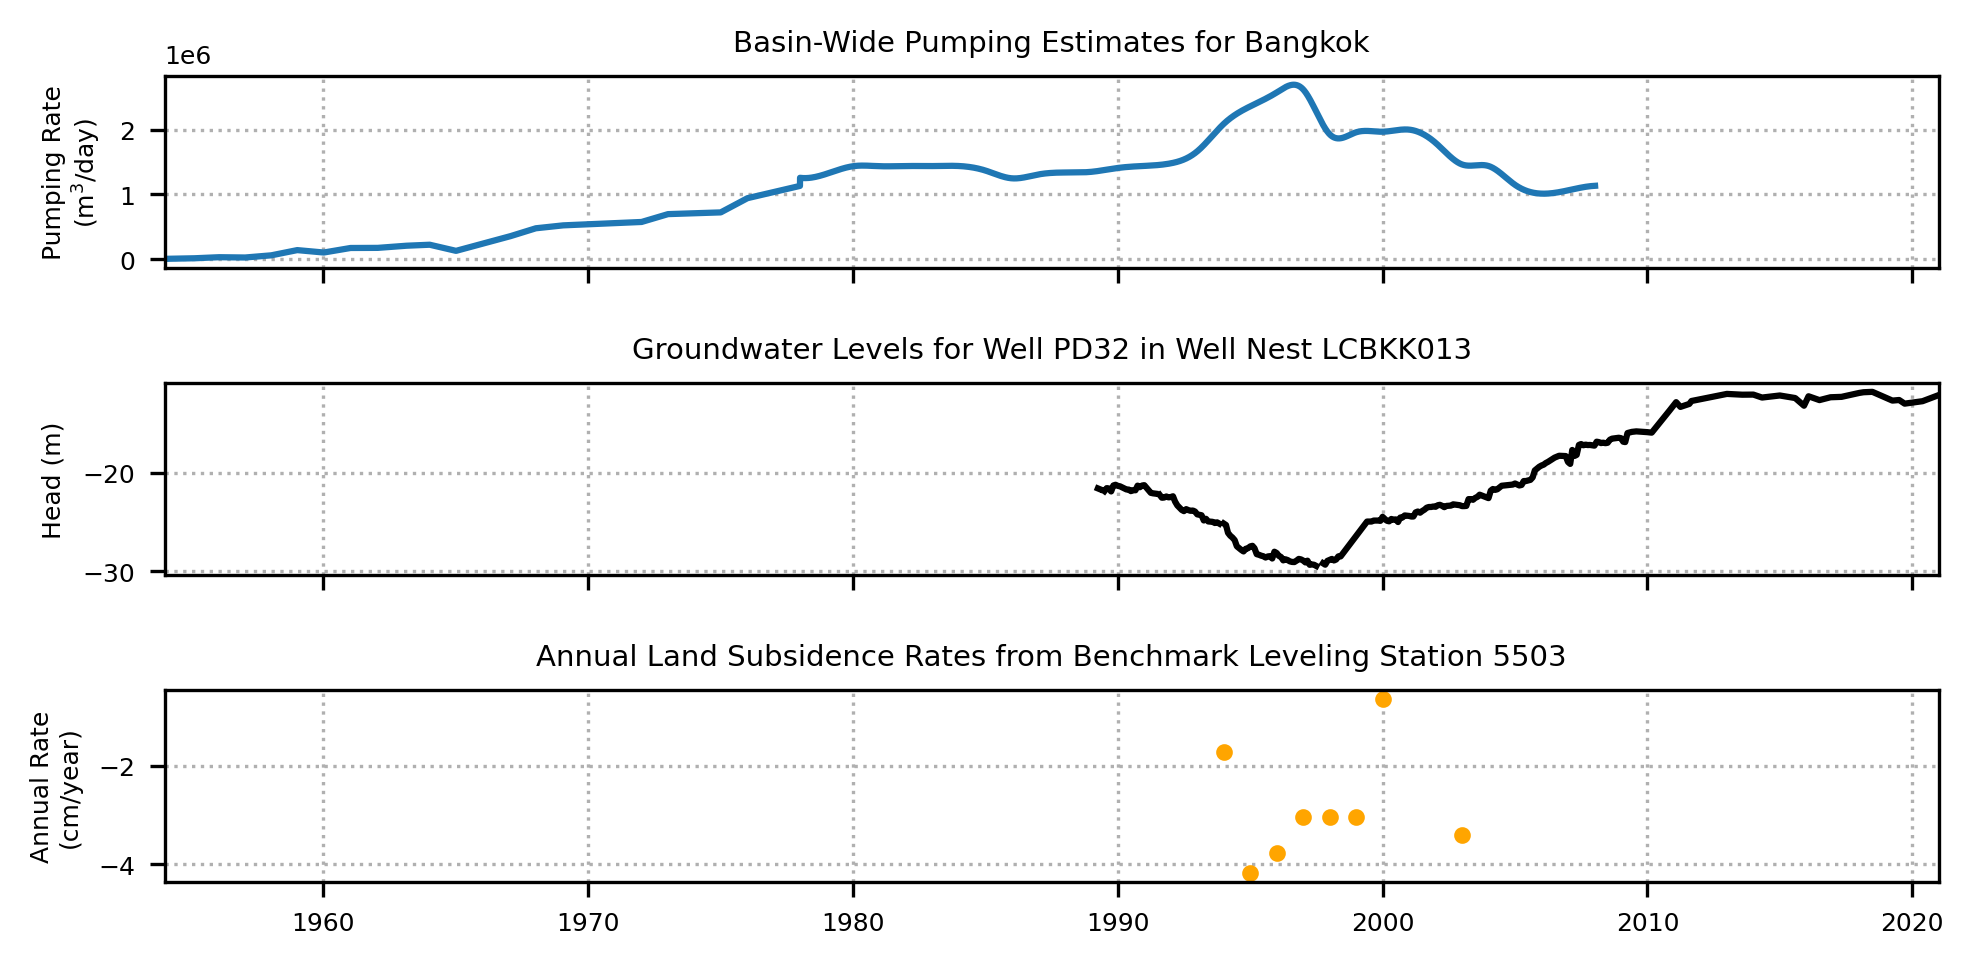 Basin-Wide Pumping Estimates for Bangkok
1e6
Pumping Rate
(m³/day)
2
1
0
Groundwater Levels for Well PD32 in Well Nest LCBKK013
Head (m)
−20
−30
Annual Land Subsidence Rates from Benchmark Leveling Station 5503
Annual Rate
(cm/year)
−2
−4
1960 1970 1980 1990 2000 2010 2020